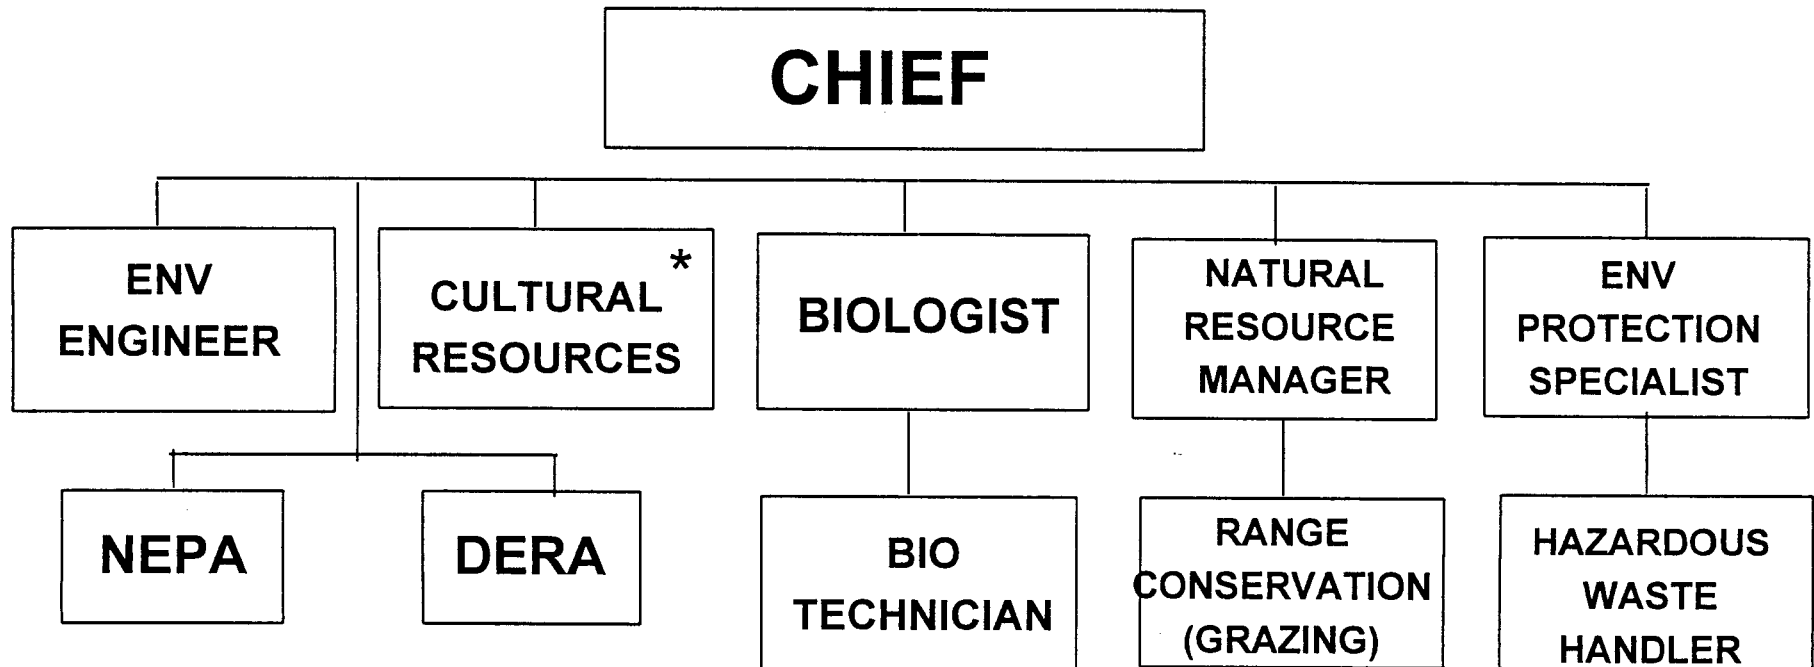 CHIEF
ENV
ENGINEER
*
CULTURAL
RESOURCES
BIOLOGIST
NATURAL
RESOURCE
MANAGER
ENV
PROTECTION
SPECIALIST
NEPA
DERA
BIO
TECHNICIAN
RANGE
CONSERVATION
(GRAZING)
HAZARDOUS
WASTE
HANDLER